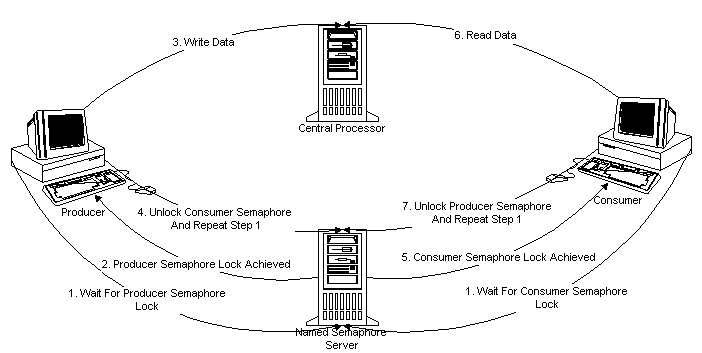 3. Write Data
6. Read Data
Central Processor
Producer
Consumer
4. Unlock Consumer Semaphore
And Repeat Step 1
7. Unlock Producer Semaphore
And Repeat Step 1
2. Producer Semaphore Lock Achieved
5. Consumer Semaphore Lock Achieved
1. Wait For Producer Semaphore
Lock
1. Wait For Consumer Semaphore
Lock
Named Semaphore
Server